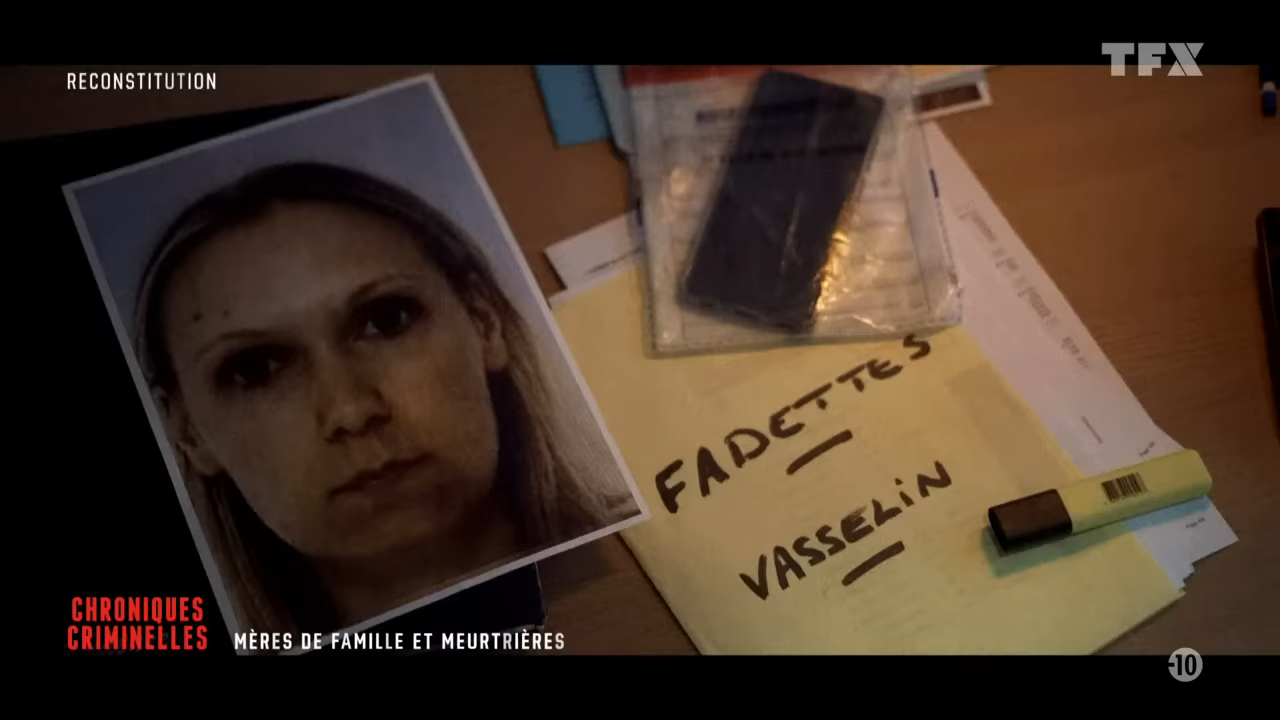 RECONSTITUTION
TFX
FADETTES
VASSELiN
CHRONIQUES
CRIMINELLES
MÈRES DE FAMILLE ET MEURTRIÈRES
-10